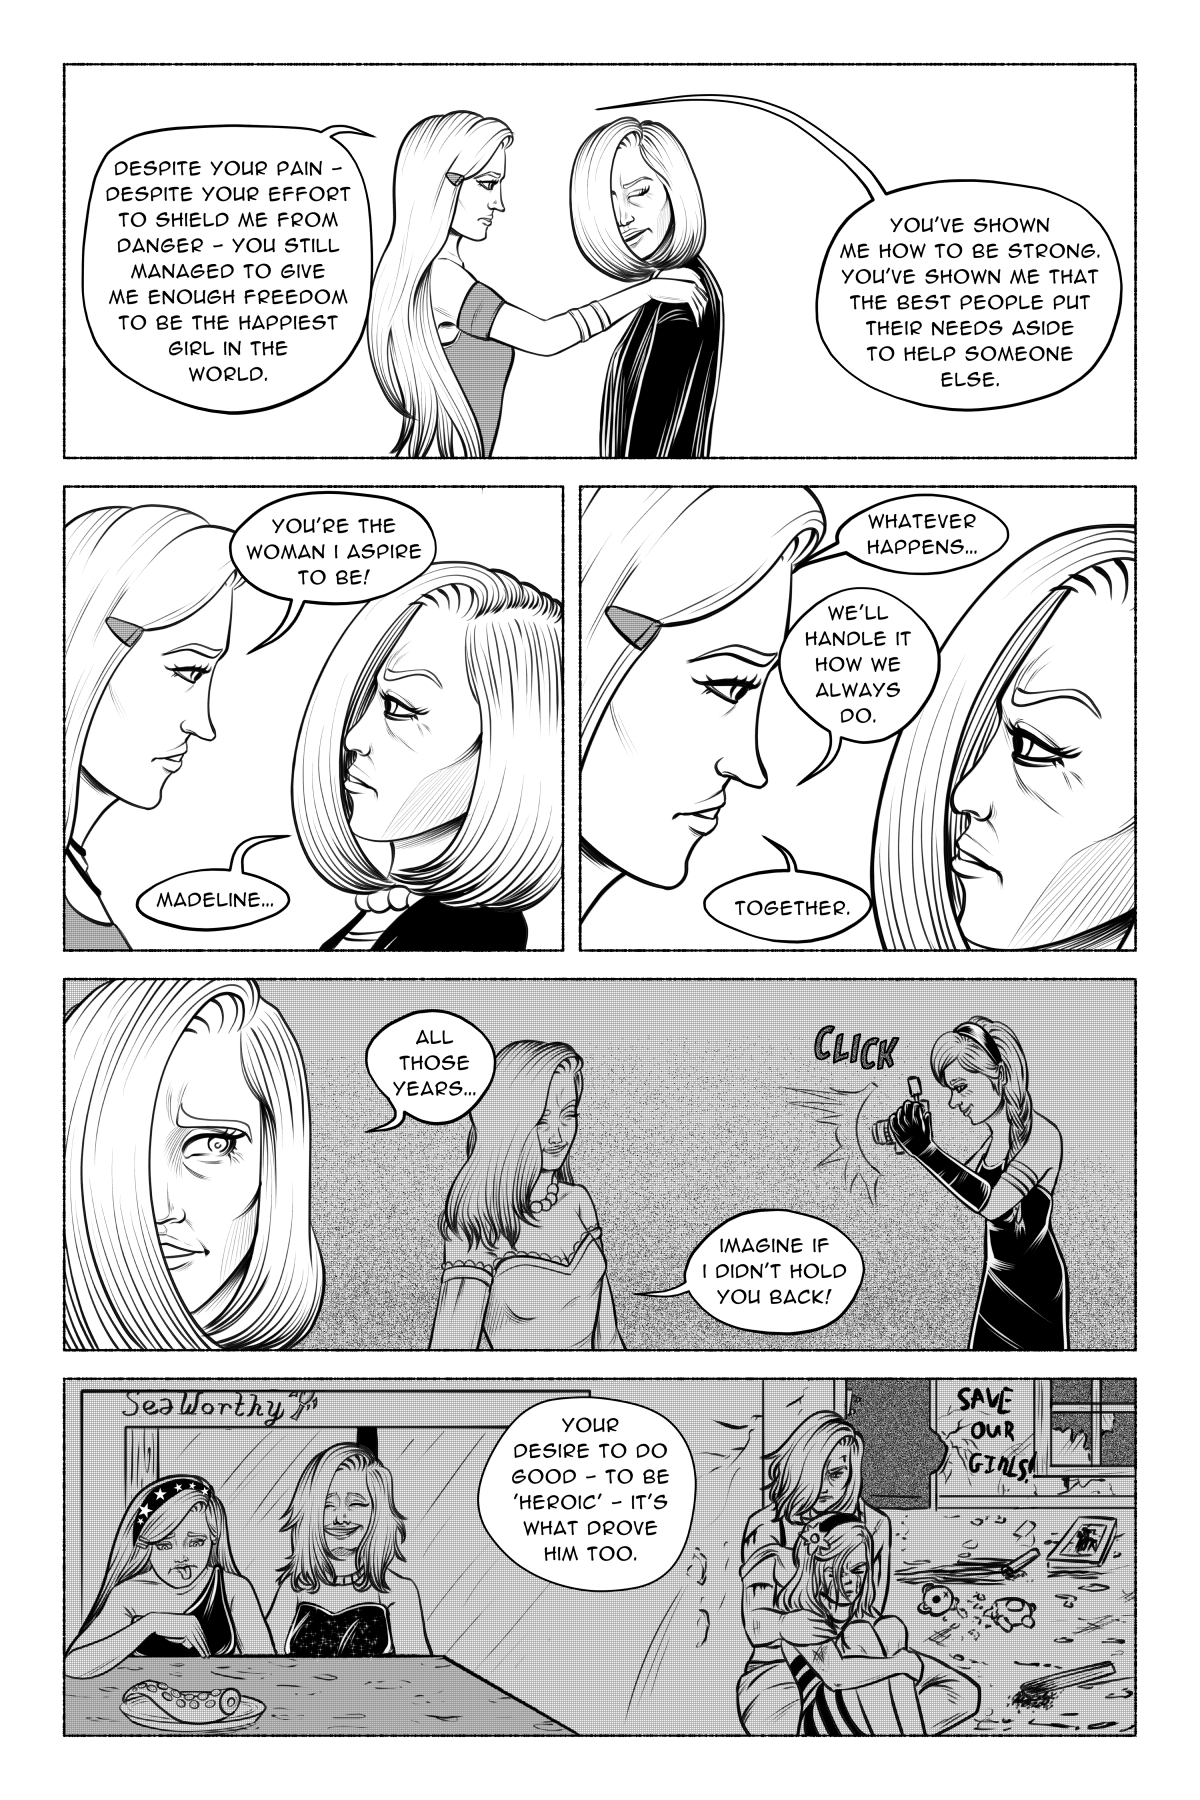 DESPITE YOUR PAIN –
DESPITE YOUR EFFORT
TO SHIELD ME FROM
DANGER – YOU STILL
MANAGED TO GIVE
ME ENOUGH FREEDOM
TO BE THE HAPPIEST
GIRL IN THE
WORLD.
YOU'VE SHOWN
ME HOW TO BE STRONG.
YOU'VE SHOWN ME THAT
THE BEST PEOPLE PUT
THEIR NEEDS ASIDE
TO HELP SOMEONE
ELSE.
YOU'RE THE
WOMAN I ASPIRE
TO BE!
MADELINE...
WHATEVER
HAPPENS...
WE'LL
HANDLE IT
HOW WE
ALWAYS
DO.
TOGETHER.
ALL
THOSE
YEARS...
CLICK
IMAGINE IF
I DIDN'T HOLD
YOU BACK!
SeaWorthy
YOUR
DESIRE TO DO
GOOD – TO BE
'HEROIC' – IT'S
WHAT DROVE
HIM TOO.
SAVE
OUR
GIRLS!